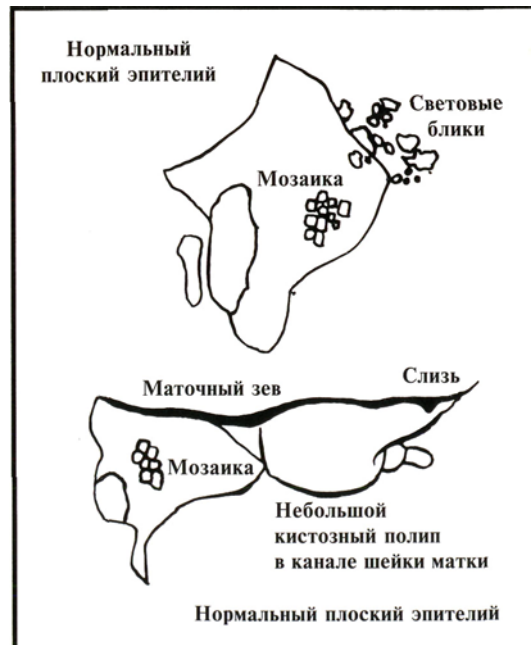 Нормальный
плоский эпителий
Световые
блики
Мозаика
Маточный зев
Слизь
Мозаика
Небольшой
кистозный полип
в канале шейки матки
Нормальный плоский эпителий